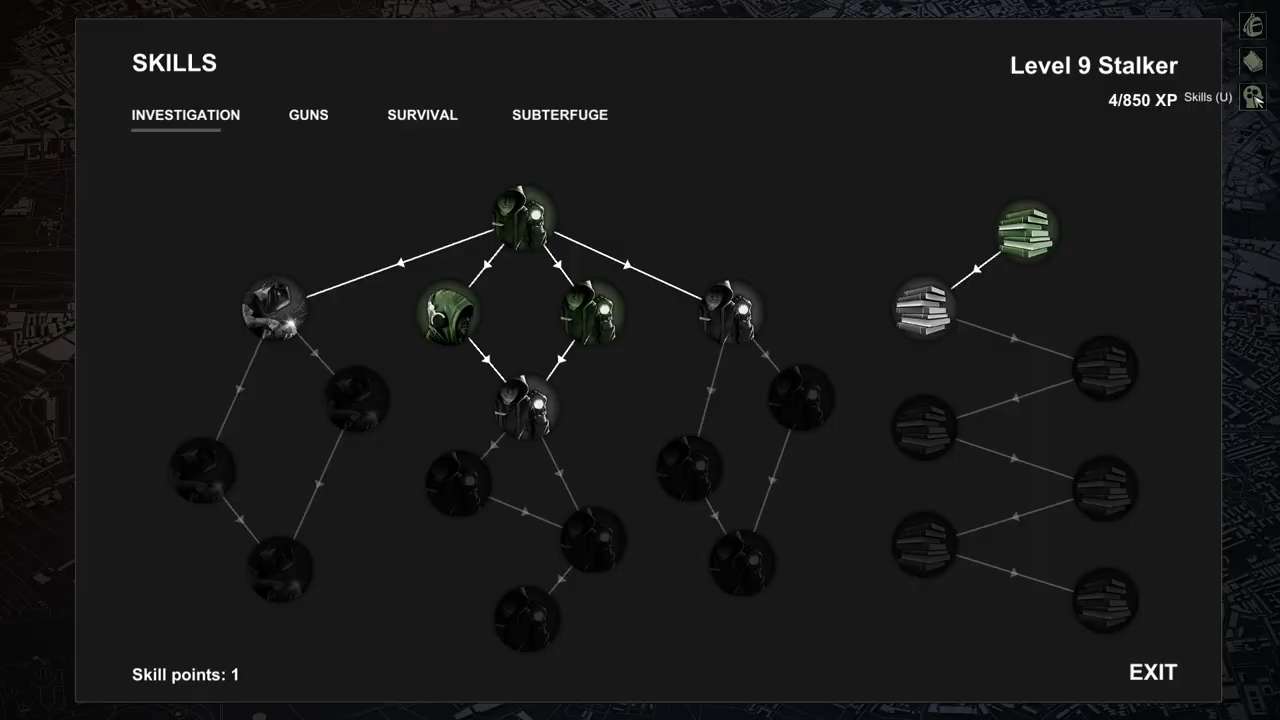 SKILLS
Level 9 Stalker
4/850 XP
Skills (U)
INVESTIGATION
GUNS
SURVIVAL
SUBTERFUGE
Skill points: 1
EXIT